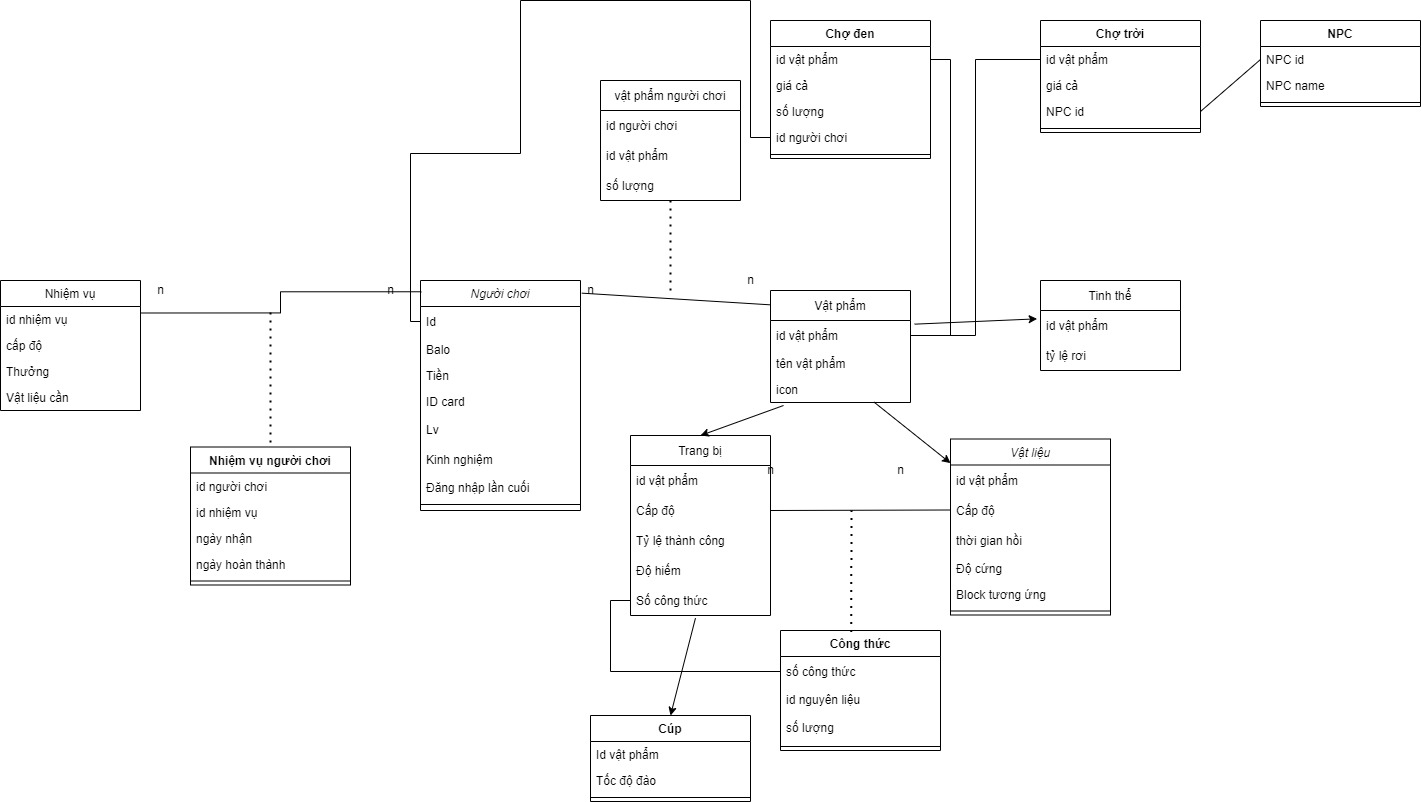 Chợ đen
id vật phẩm
giá cả
số lượng
id người chơi
Chợ trời
id vật phẩm
giá cả
NPC id
NPC
NPC id
NPC name
vật phẩm người chơi
id người chơi
id vật phẩm
số lượng
Nhiệm vụ
id nhiệm vụ
cấp độ
Thưởng
Vật liệu cần
n
n
Người chơi
Id
Balo
Tiền
ID card
Lv
Kinh nghiệm
Đăng nhập lần cuối
n
n
Vật phẩm
id vật phẩm
tên vật phẩm
icon
Tinh thể
id vật phẩm
tỷ lệ rơi
Nhiệm vụ người chơi
id người chơi
id nhiệm vụ
ngày nhận
ngày hoàn thành
Trang bị
id vật phẩm
Cấp độ
Tỷ lệ thành công
Độ hiếm
Số công thức
n
n
Vật liệu
id vật phẩm
Cấp độ
thời gian hồi
Độ cứng
Block tương ứng
Công thức
số công thức
id nguyên liệu
số lượng
Cúp
Id vật phẩm
Tốc độ đào